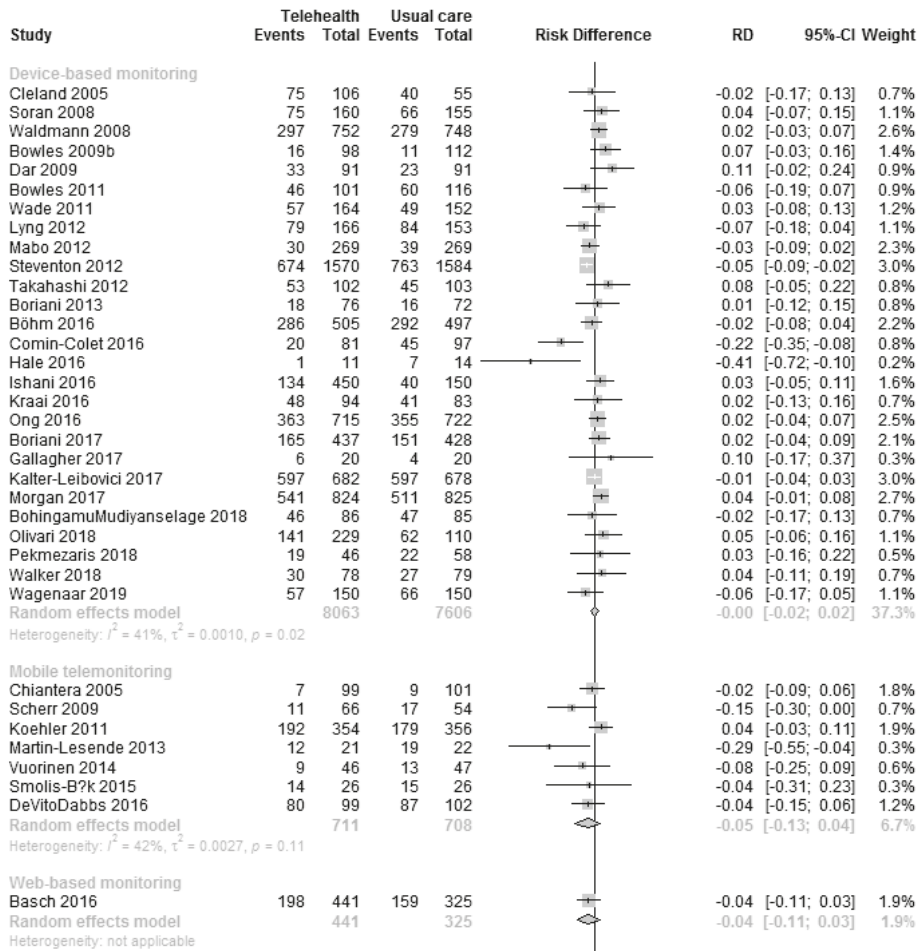 Telehealth Usual care
Study Events Total Events Total Risk Difference RD 95%-CI Weight
Device-based monitoring
Cleland 2005 75 106 40 55 -0.02 [-0.17; 0.13] 0.7%
Soran 2008 75 160 66 155 0.04 [-0.07; 0.15] 1.1%
Waldmann 2008 297 752 279 748 0.02 [-0.03; 0.07] 2.6%
Bowles 2009b 16 98 11 112 0.07 [-0.03; 0.16] 1.4%
Dar 2009 33 91 23 91 0.11 [-0.02; 0.24] 0.9%
Bowles 2011 46 101 60 116 -0.06 [-0.19; 0.07] 0.9%
Wade 2011 57 164 49 152 0.03 [-0.08; 0.13] 1.2%
Lyng 2012 79 166 84 153 -0.07 [-0.18; 0.04] 1.1%
Mabo 2012 30 269 39 269 -0.03 [-0.09; 0.02] 2.3%
Steventon 2012 674 1570 763 1584 -0.05 [-0.09; -0.02] 3.0%
Takahashi 2012 53 102 45 103 0.08 [-0.05; 0.22] 0.8%
Boriani 2013 18 76 16 72 0.01 [-0.12; 0.15] 0.8%
Böhm 2016 286 505 292 497 -0.02 [-0.08; 0.04] 2.2%
Comin-Colet 2016 20 81 45 97 -0.22 [-0.35; -0.08] 0.8%
Hale 2016 1 11 7 14 -0.41 [-0.72; -0.10] 0.2%
Ishani 2016 134 450 40 150 0.03 [-0.05; 0.11] 1.6%
Kraai 2016 48 94 41 83 0.02 [-0.13; 0.16] 0.7%
Ong 2016 363 715 355 722 0.02 [-0.04; 0.07] 2.5%
Boriani 2017 165 437 151 428 0.02 [-0.04; 0.09] 2.1%
Gallagher 2017 6 20 4 20 0.10 [-0.17; 0.37] 0.3%
Kalter-Leibovici 2017 597 682 597 678 -0.01 [-0.04; 0.03] 3.0%
Morgan 2017 541 824 511 825 0.04 [-0.01; 0.08] 2.7%
BohingamuMudiyanselage 2018 46 86 47 85 -0.02 [-0.17; 0.13] 0.7%
Olivari 2018 141 229 62 110 0.05 [-0.06; 0.16] 1.1%
Pekmezaris 2018 19 46 22 58 0.03 [-0.16; 0.22] 0.5%
Walker 2018 30 78 27 79 0.04 [-0.11; 0.19] 0.7%
Wagenaar 2019 57 150 66 150 -0.06 [-0.17; 0.05] 1.1%
Random effects model 8063 7606 -0.00 [-0.02; 0.02] 37.3%
Heterogeneity: I² = 41%, τ² = 0.0010, p = 0.02
Mobile telemonitoring
Chiantera 2005 7 99 9 101 -0.02 [-0.09; 0.06] 1.8%
Scherr 2009 11 66 17 54 -0.15 [-0.30; 0.00] 0.7%
Koehler 2011 192 354 179 356 0.04 [-0.03; 0.11] 1.9%
Martin-Lesende 2013 12 21 19 22 -0.29 [-0.55; -0.04] 0.3%
Vuorinen 2014 9 46 13 47 -0.08 [-0.25; 0.09] 0.6%
Smolis-B?k 2015 14 26 15 26 -0.04 [-0.31; 0.23] 0.3%
DeVitoDabbs 2016 80 99 87 102 -0.04 [-0.15; 0.06] 1.2%
Random effects model 711 708 -0.05 [-0.13; 0.04] 6.7%
Heterogeneity: I² = 42%, τ² = 0.0027, p = 0.11
Web-based monitoring
Basch 2016 198 441 159 325 -0.04 [-0.11; 0.03] 1.9%
Random effects model 441 325 -0.04 [-0.11; 0.03] 1.9%
Heterogeneity: not applicable